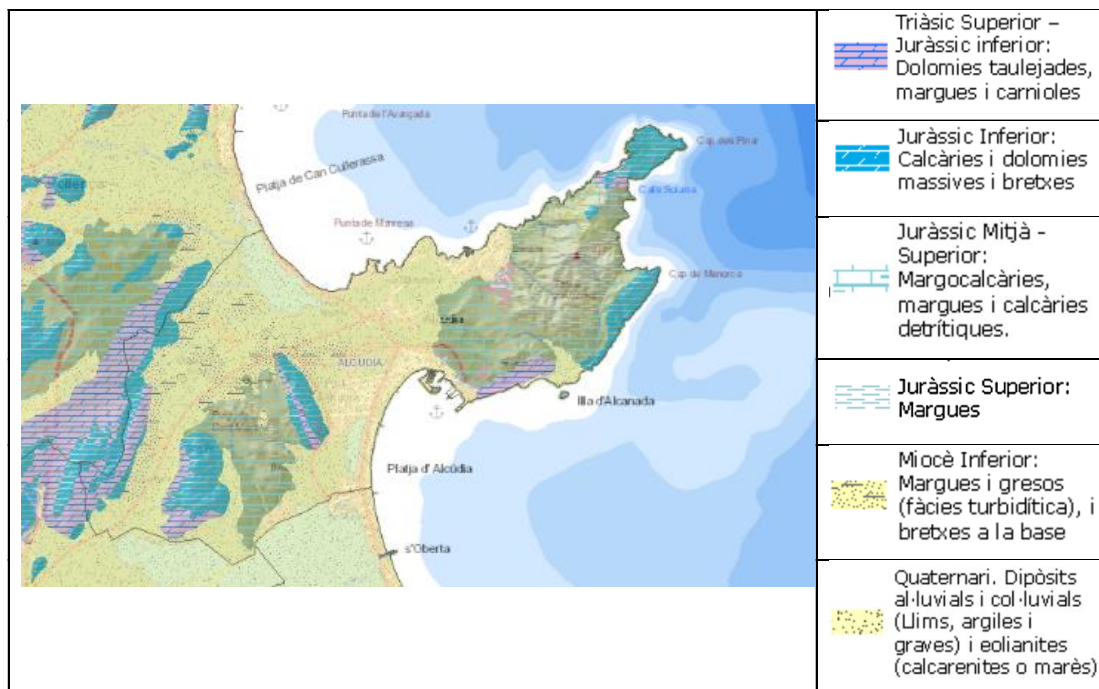 Punta de l'Avançada
Cap des Pinar
Platja de Can Cullerassa
Punta de Manresa
Cap de Menorca
ALCÚDIA
Illa d'Alcanada
Platja d' Alcúdia
s'Oberta
Triàsic Superior –
Juràssic inferior:
Dolomies taulejades,
margues i carnioles
Juràssic Inferior:
Calcàries i dolomies
massives i bretxes
Juràssic Mitjà -
Superior:
Margocalcàries,
margues i calcàries
detrítiques.
Juràssic Superior:
Margues
Miocè Inferior:
Margues i gresos
(fàcies turbidítica), i
bretxes a la base
Quaternari. Dipòsits
al·luvials i col·luvials
(Llims, argiles i
graves) i eolianites
(calcarenites o marès)